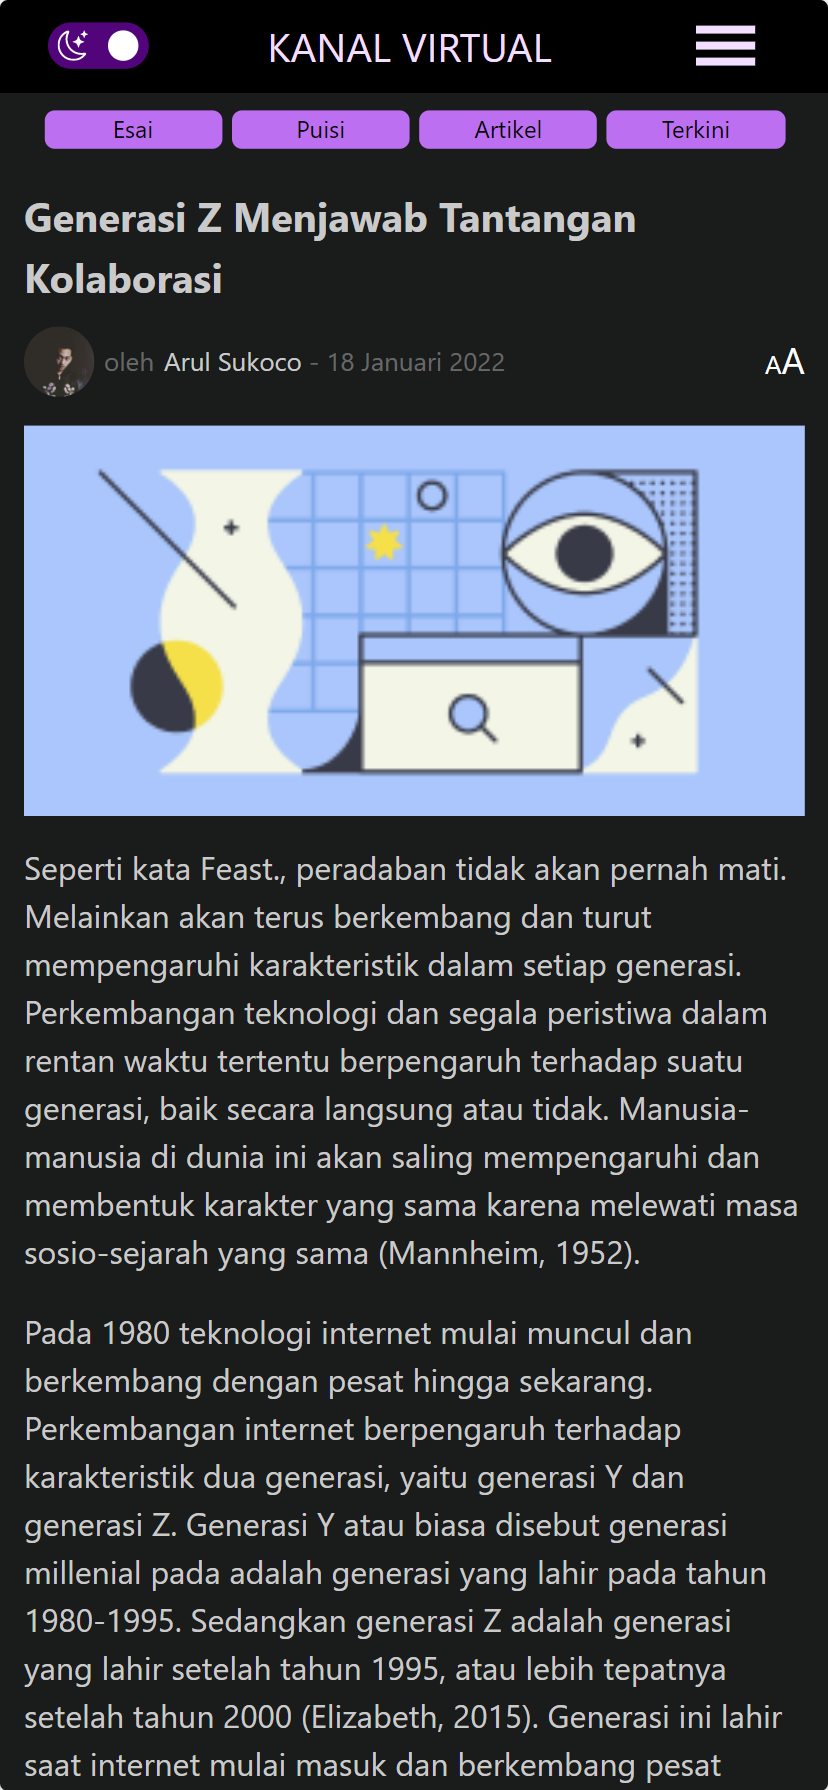 KANAL VIRTUAL
Esai Puisi Artikel Terkini
Generasi Z Menjawab Tantangan
Kolaborasi
oleh Arul Sukoco - 18 Januari 2022 AA
Seperti kata Feast., peradaban tidak akan pernah mati.
Melainkan akan terus berkembang dan turut
mempengaruhi karakteristik dalam setiap generasi.
Perkembangan teknologi dan segala peristiwa dalam
rentan waktu tertentu berpengaruh terhadap suatu
generasi, baik secara langsung atau tidak. Manusia-
manusia di dunia ini akan saling mempengaruhi dan
membentuk karakter yang sama karena melewati masa
sosio-sejarah yang sama (Mannheim, 1952).
Pada 1980 teknologi internet mulai muncul dan
berkembang dengan pesat hingga sekarang.
Perkembangan internet berpengaruh terhadap
karakteristik dua generasi, yaitu generasi Y dan
generasi Z. Generasi Y atau biasa disebut generasi
millenial pada adalah generasi yang lahir pada tahun
1980-1995. Sedangkan generasi Z adalah generasi
yang lahir setelah tahun 1995, atau lebih tepatnya
setelah tahun 2000 (Elizabeth, 2015). Generasi ini lahir
saat internet mulai masuk dan berkembang pesat